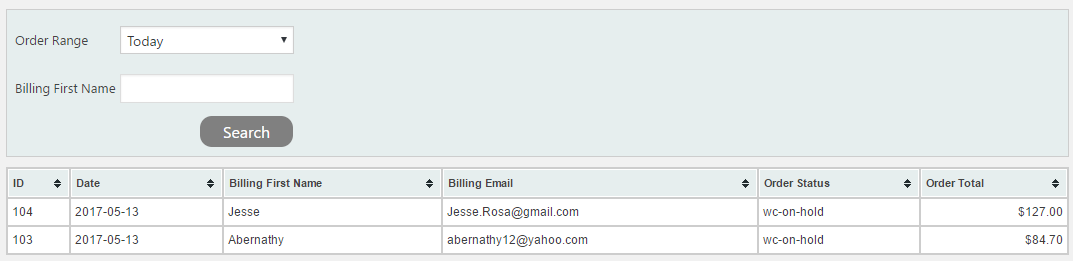 Order Range Today
Billing First Name
Search
ID Date Billing First Name Billing Email Order Status Order Total
104 2017-05-13 Jesse Jesse.Rosa@gmail.com wc-on-hold $127.00
103 2017-05-13 Abernathy abernathy12@yahoo.com wc-on-hold $84.70